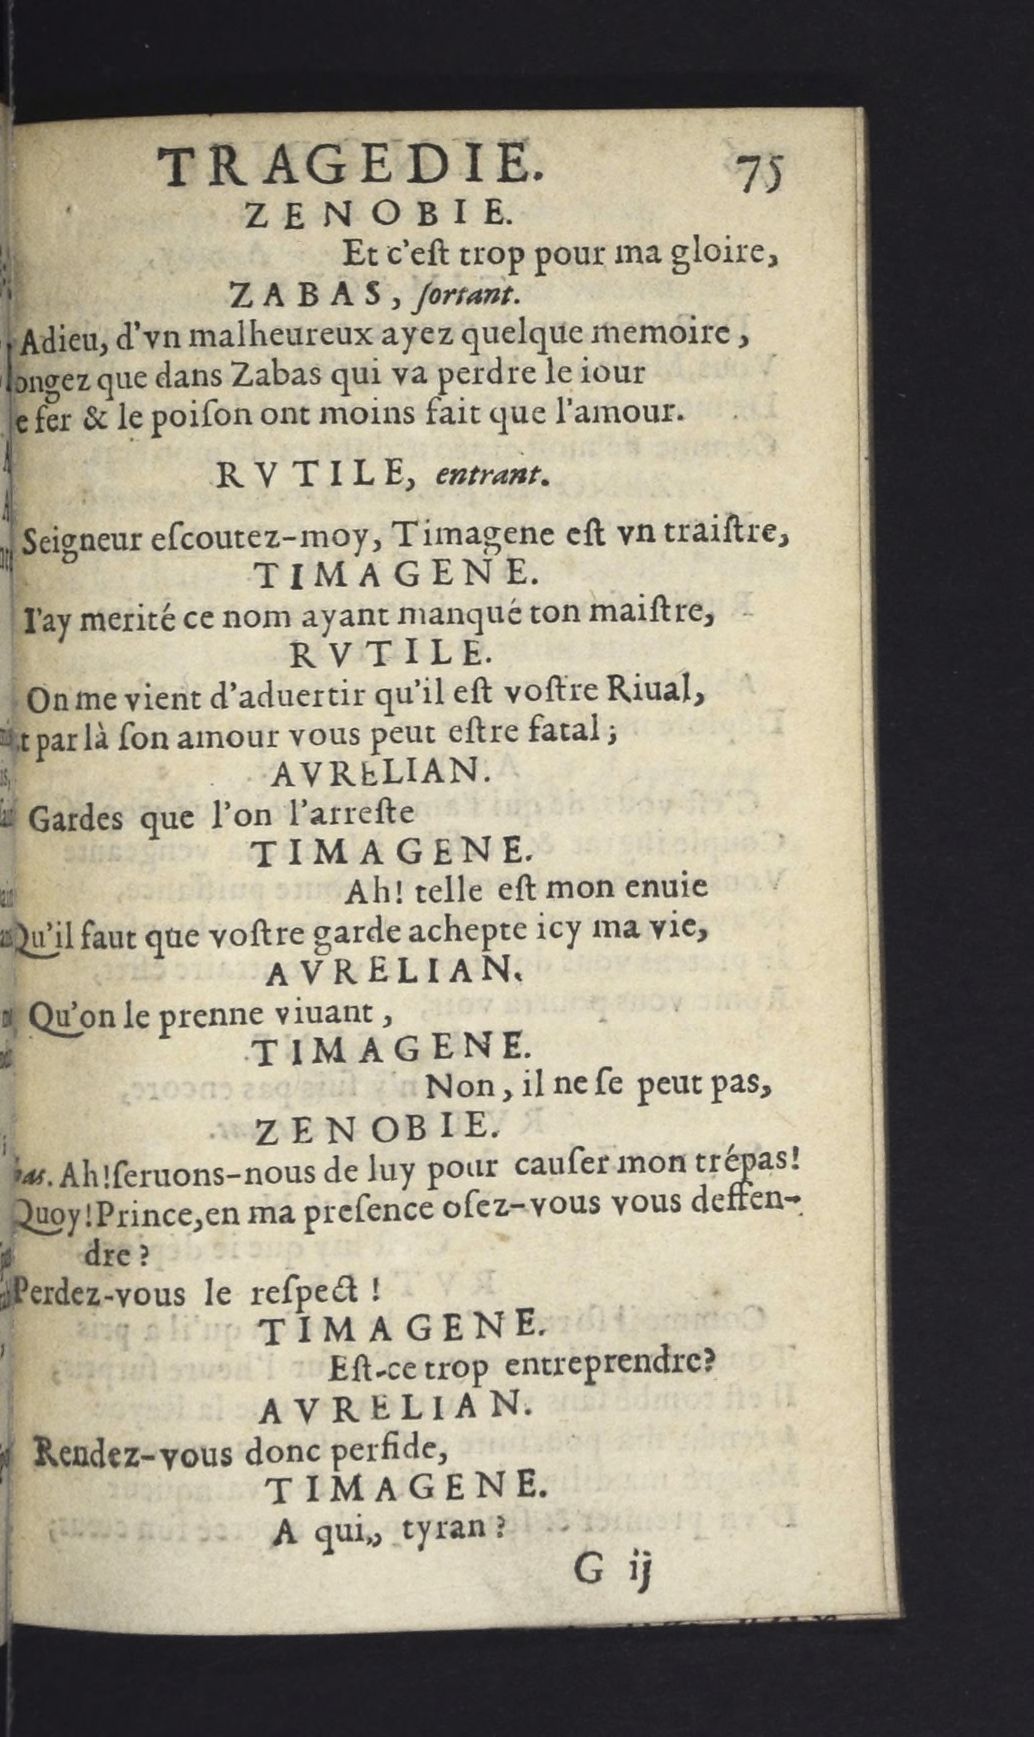 TRAGEDIE. 75
ZENOBIE.
Et c'eſt trop pour ma gloire,
ZABAS, ſortant.
Adieu, d'vn malheureux ayez quelque memoire,
ongez que dans Zabas qui va perdre le iour
e fer & le poiſon ont moins fait que l'amour.
RVTILE, entrant.
Seigneur eſcoutez-moy, Timagene eſt vn traiſtre,
TIMAGENE.
I'ay merité ce nom ayant manqué ton maiſtre,
RVTILE.
On me vient d'aduertir qu'il eſt voſtre Riual,
t par là ſon amour vous peut eſtre fatal;
AVRELIAN.
Gardes que l'on l'arreſte
TIMAGENE.
Ah! telle eſt mon enuie
Qu'il faut que voſtre garde achepte icy ma vie,
AVRELIAN.
Qu'on le prenne viuant,
TIMAGENE.
Non, il ne ſe peut pas,
ZENOBIE.
bas. Ah! ſeruons-nous de luy pour cauſer mon trépas!
Quoy! Prince, en ma preſence oſez-vous vous deffen-
dre?
Perdez-vous le reſpect!
TIMAGENE.
Eſt-ce trop entreprendre?
AVRELIAN.
Rendez-vous donc perfide,
TIMAGENE.
A qui, tyran?
G ij